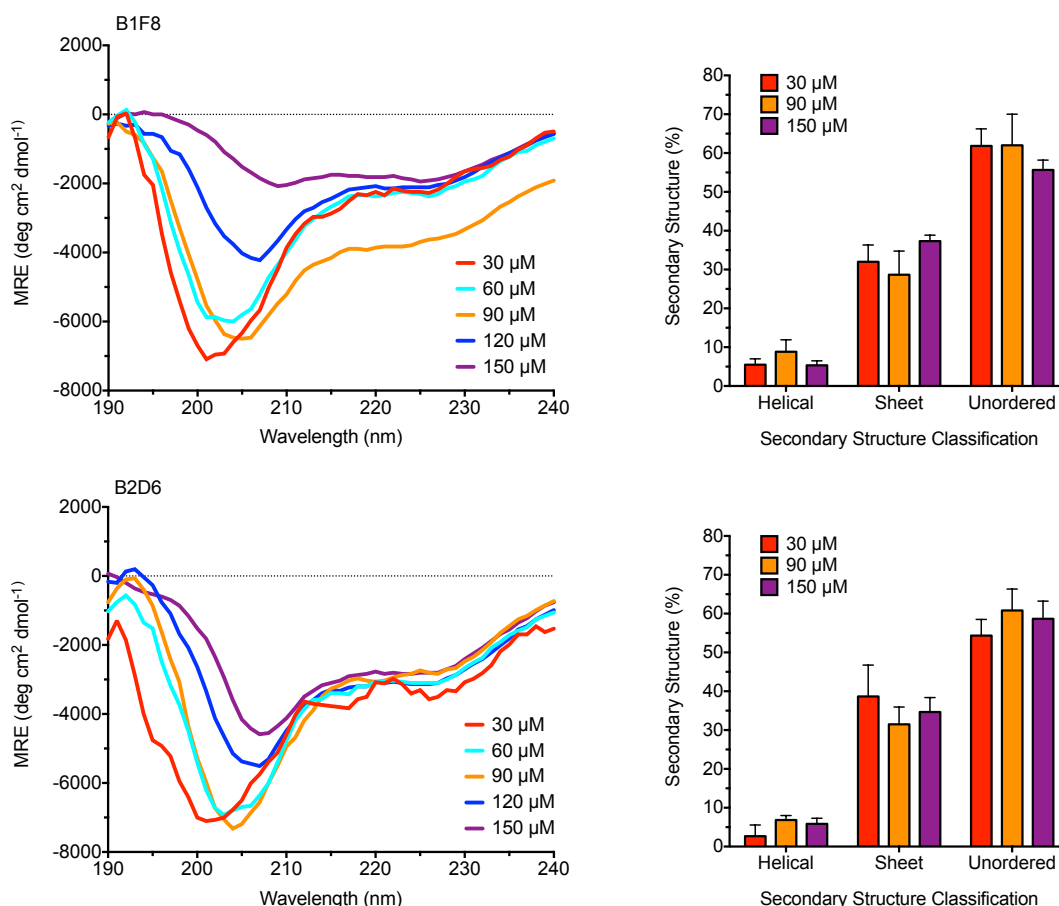 B1F8
2000
0
-2000
-4000
-6000
-8000
MRE (deg cm² dmol⁻¹)
30 µM
60 µM
90 µM
120 µM
150 µM
190 200 210 220 230 240
Wavelength (nm)
80
70
60
50
40
30
20
10
0
Secondary Structure (%)
30 µM
90 µM
150 µM
Helical Sheet Unordered
Secondary Structure Classification
B2D6
2000
0
-2000
-4000
-6000
-8000
MRE (deg cm² dmol⁻¹)
30 µM
60 µM
90 µM
120 µM
150 µM
190 200 210 220 230 240
Wavelength (nm)
80
70
60
50
40
30
20
10
0
Secondary Structure (%)
30 µM
90 µM
150 µM
Helical Sheet Unordered
Secondary Structure Classification